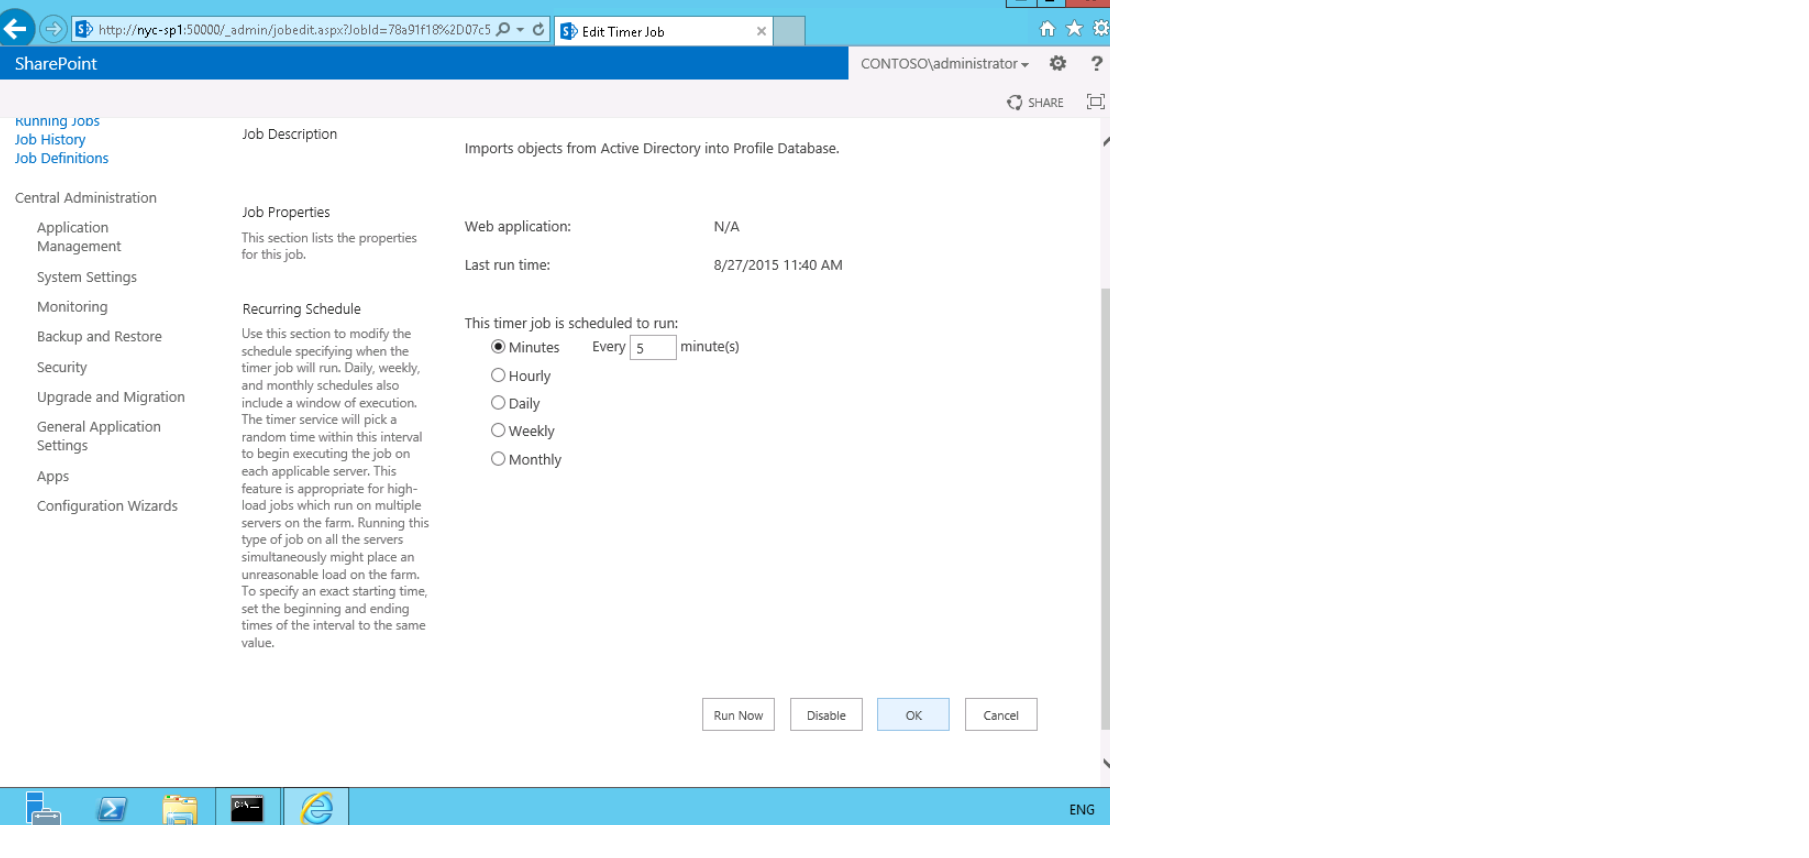 http://nyc-sp1:50000/_admin/jobedit.aspx?JobId=78a91f18%2D07c5
Edit Timer Job
SharePoint
CONTOSO\administrator
?
SHARE
Running Jobs
Job History
Job Definitions
Central Administration
Application
Management
System Settings
Monitoring
Backup and Restore
Security
Upgrade and Migration
General Application
Settings
Apps
Configuration Wizards
Job Description
Imports objects from Active Directory into Profile Database.
Job Properties
This section lists the properties
for this job.
Web application: N/A
Last run time: 8/27/2015 11:40 AM
Recurring Schedule
Use this section to modify the
schedule specifying when the
timer job will run. Daily, weekly,
and monthly schedules also
include a window of execution.
The timer service will pick a
random time within this interval
to begin executing the job on
each applicable server. This
feature is appropriate for high-
load jobs which run on multiple
servers on the farm. Running this
type of job on all the servers
simultaneously might place an
unreasonable load on the farm.
To specify an exact starting time,
set the beginning and ending
times of the interval to the same
value.
This timer job is scheduled to run:
Minutes Every 5 minute(s)
Hourly
Daily
Weekly
Monthly
Run Now Disable OK Cancel
C:\_
ENG